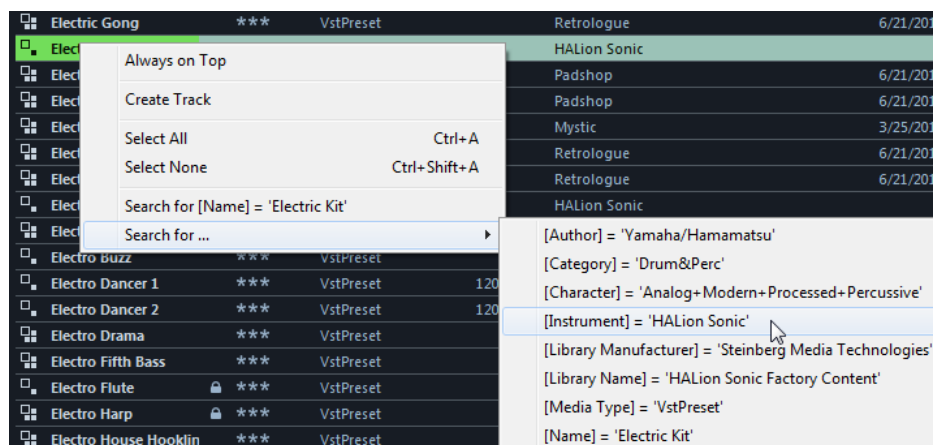 Electric Gong *** VstPreset Retrologue 6/21/201
Elect HALion Sonic
Elect Padshop 6/21/201
Elect Padshop 6/21/201
Elect Mystic 3/25/201
Elect Retrologue 6/21/201
Elect Retrologue 6/21/201
Elect HALion Sonic
Elect
Always on Top
Create Track
Select All Ctrl+A
Select None Ctrl+Shift+A
Search for [Name] = 'Electric Kit'
Search for ...
[Author] = 'Yamaha/Hamamatsu'
[Category] = 'Drum&Perc'
[Character] = 'Analog+Modern+Processed+Percussive'
[Instrument] = 'HALion Sonic'
[Library Manufacturer] = 'Steinberg Media Technologies'
[Library Name] = 'HALion Sonic Factory Content'
[Media Type] = 'VstPreset'
[Name] = 'Electric Kit'
Electro Buzz *** VstPreset
Electro Dancer 1 *** VstPreset 120
Electro Dancer 2 *** VstPreset 120
Electro Drama *** VstPreset
Electro Fifth Bass *** VstPreset
Electro Flute *** VstPreset
Electro Harp *** VstPreset
Electro House Hooklin *** VstPreset